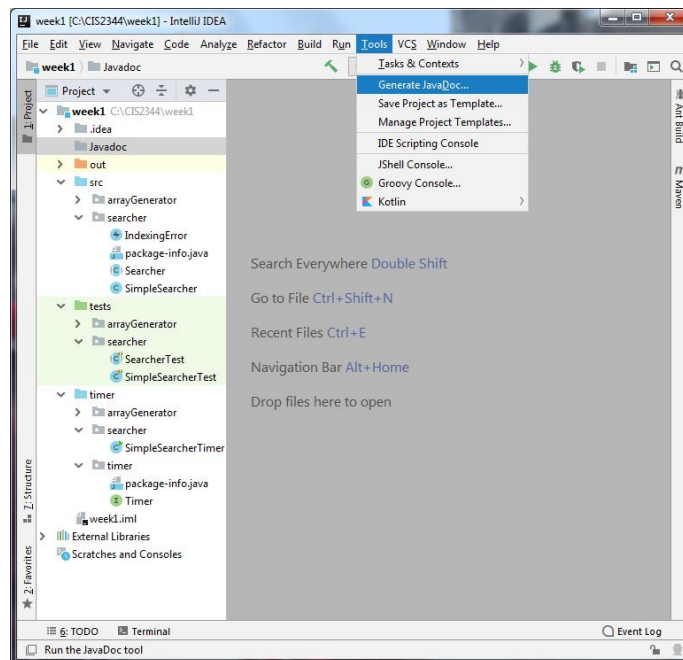 week1 [C:\CIS2344\week1] - IntelliJ IDEA
File Edit View Navigate Code Analyze Refactor Build Run Tools VCS Window Help
week1 Javadoc
Tasks & Contexts
Generate JavaDoc...
Save Project as Template...
Manage Project Templates...
IDE Scripting Console
JShell Console...
Groovy Console...
Kotlin
1: Project
Project
week1 C:\CIS2344\week1
.idea
Javadoc
out
src
arrayGenerator
searcher
IndexingError
package-info.java
Searcher
SimpleSearcher
tests
arrayGenerator
searcher
SearcherTest
SimpleSearcherTest
timer
arrayGenerator
searcher
SimpleSearcherTimer
timer
package-info.java
Timer
week1.iml
External Libraries
Scratches and Consoles
Search Everywhere Double Shift
Go to File Ctrl+Shift+N
Recent Files Ctrl+E
Navigation Bar Alt+Home
Drop files here to open
Ant Build
m
Maven
Z: Structure
2: Favorites
6: TODO Terminal Event Log
Run the JavaDoc tool